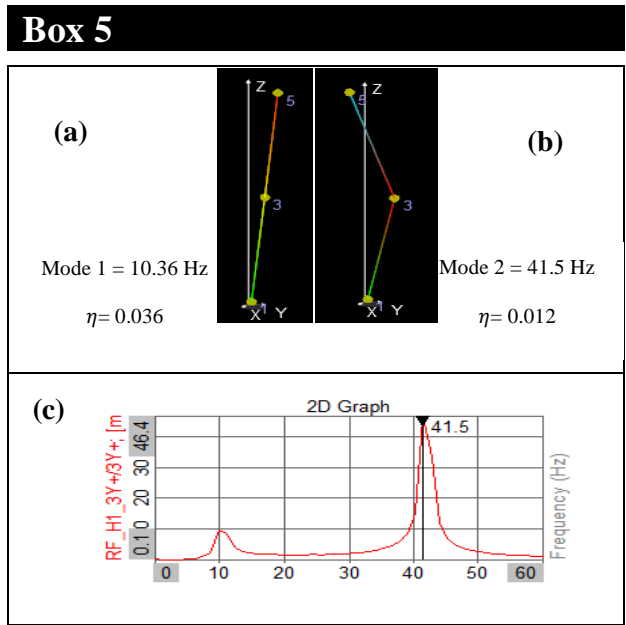 Box 5
(a)
Z
5
3
1
X Y
Mode 1 = 10.36 Hz
η= 0.036
(b)
Z
5
3
1
X Y
Mode 2 = 41.5 Hz
η= 0.012
(c)
2D Graph
RF_H1_3Y+/3Y+; [m
46.4
30
20
10
0.10
41.5
0 10 20 30 40 50 60
Frequency (Hz)